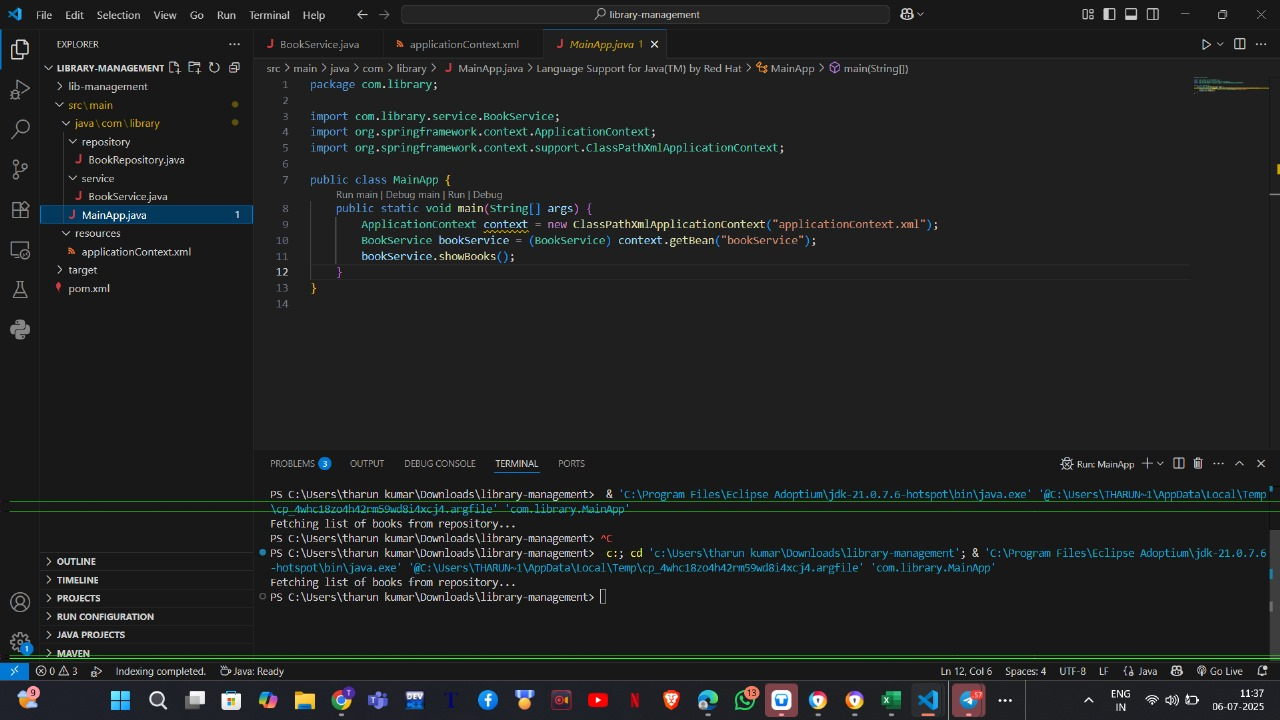 File Edit Selection View Go Run Terminal Help library-management
EXPLORER
LIBRARY-MANAGEMENT
lib-management
src\main
java\com\library
repository
BookRepository.java
service
BookService.java
MainApp.java 1
resources
applicationContext.xml
target
pom.xml
OUTLINE
TIMELINE
PROJECTS
RUN CONFIGURATION
JAVA PROJECTS
MAVEN
1
BookService.java applicationContext.xml MainApp.java 1
src > main > java > com > library > MainApp.java > Language Support for Java(TM) by Red Hat > MainApp > main(String[])
1 package com.library;
2
3 import com.library.service.BookService;
4 import org.springframework.context.ApplicationContext;
5 import org.springframework.context.support.ClassPathXmlApplicationContext;
6
7 public class MainApp {
Run main | Debug main | Run | Debug
8 public static void main(String[] args) {
9 ApplicationContext context = new ClassPathXmlApplicationContext("applicationContext.xml");
10 BookService bookService = (BookService) context.getBean("bookService");
11 bookService.showBooks();
12 }
13 }
14
PROBLEMS 3 OUTPUT DEBUG CONSOLE TERMINAL PORTS Run: MainApp
PS C:\Users\tharun kumar\Downloads\library-management> & 'C:\Program Files\Eclipse Adoptium\jdk-21.0.7.6-hotspot\bin\java.exe' '@C:\Users\THARUN~1\AppData\Local\Temp
\cp_4whc18zo4h42rm59wd8i4xcj4.argfile' 'com.library.MainApp'
Fetching list of books from repository...
PS C:\Users\tharun kumar\Downloads\library-management> ^C
PS C:\Users\tharun kumar\Downloads\library-management> c:; cd 'c:\Users\tharun kumar\Downloads\library-management'; & 'C:\Program Files\Eclipse Adoptium\jdk-21.0.7.6
-hotspot\bin\java.exe' '@C:\Users\THARUN~1\AppData\Local\Temp\cp_4whc18zo4h42rm59wd8i4xcj4.argfile' 'com.library.MainApp'
Fetching list of books from repository...
PS C:\Users\tharun kumar\Downloads\library-management>
0 3 Indexing completed. Java: Ready Ln 12, Col 6 Spaces: 4 UTF-8 LF {} Java Go Live
9 T DEV T N 13 T T 57 ENG 11:37
IN 06-07-2025